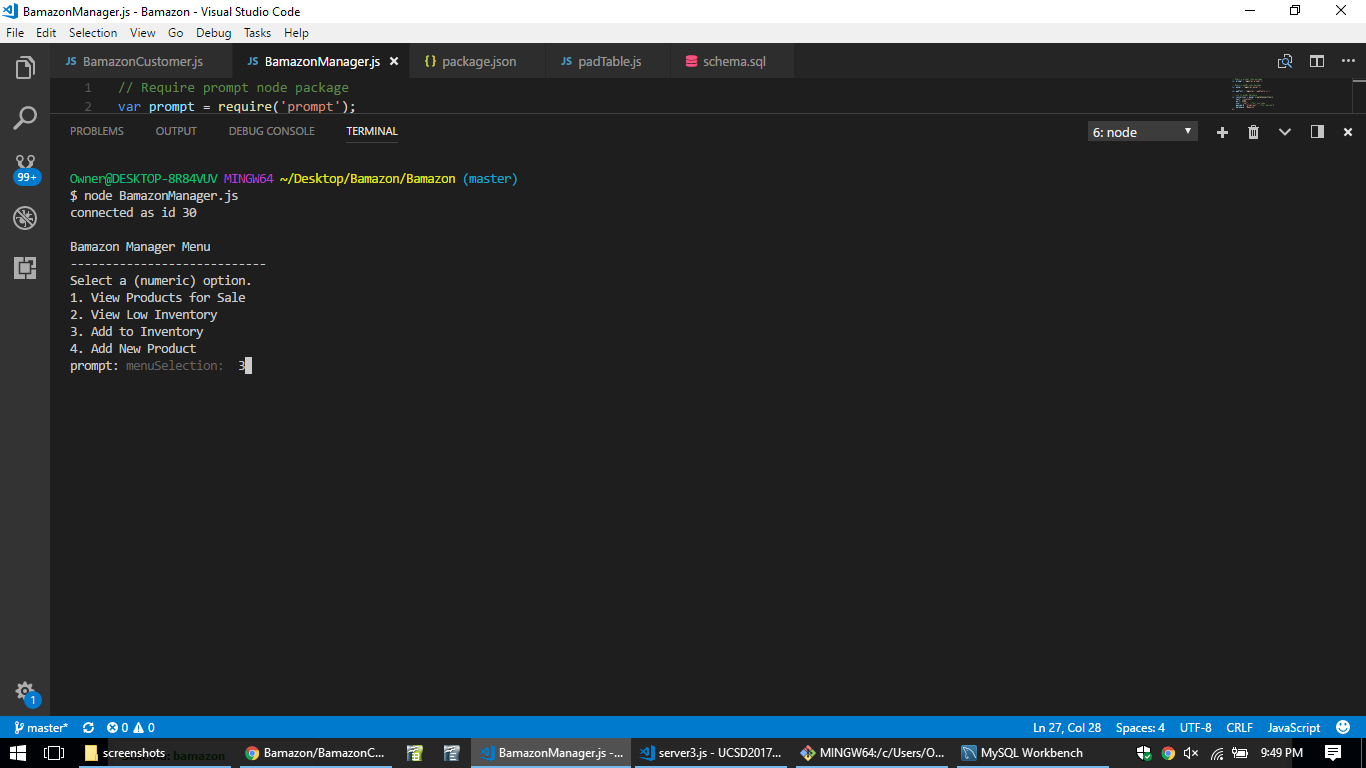 BamazonManager.js - Bamazon - Visual Studio Code
File Edit Selection View Go Debug Tasks Help
JS BamazonCustomer.js JS BamazonManager.js {} package.json JS padTable.js schema.sql
1 // Require prompt node package
2 var prompt = require('prompt');
PROBLEMS OUTPUT DEBUG CONSOLE TERMINAL 6: node
99+
Owner@DESKTOP-8R84VUV MINGW64 ~/Desktop/Bamazon/Bamazon (master)
$ node BamazonManager.js
connected as id 30
Bamazon Manager Menu
----------------------------
Select a (numeric) option.
1. View Products for Sale
2. View Low Inventory
3. Add to Inventory
4. Add New Product
prompt: menuSelection:  3
1
master* 0 0 Ln 27, Col 28 Spaces: 4 UTF-8 CRLF JavaScript
screenshots Bamazon/BamazonC... BamazonManager.js -... server3.js - UCSD2017... MINGW64:/c/Users/O... MySQL Workbench 9:49 PM
bamazon